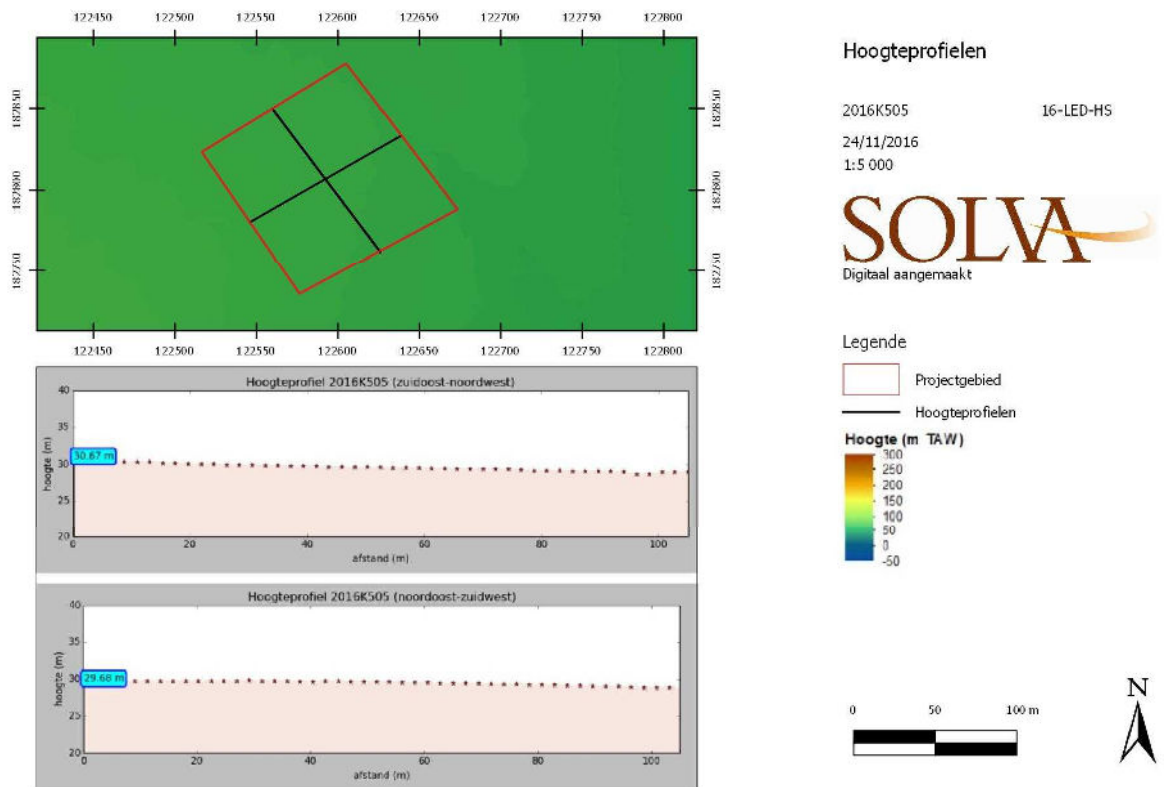 122450 122500 122550 122600 122650 122700 122750 122800
182850 182850
182800 182800
182750 182750
122450 122500 122550 122600 122650 122700 122750 122800
Hoogteprofiel 2016K505 (zuidoost-noordwest)
hoogte (m)
40
35
30
25
20
30.67 m
0 20 40 60 80 100
afstand (m)
Hoogteprofiel 2016K505 (noordoost-zuidwest)
hoogte (m)
40
35
30
25
20
29.68 m
0 20 40 60 80 100
afstand (m)
Hoogteprofielen
2016K505 16-LED-HS
24/11/2016
1:5 000
SOLVA
Digitaal aangemaakt
Legende
Projectgebied
Hoogteprofielen
Hoogte (m TAW)
300
250
200
150
100
50
0
-50
0 50 100 m
N